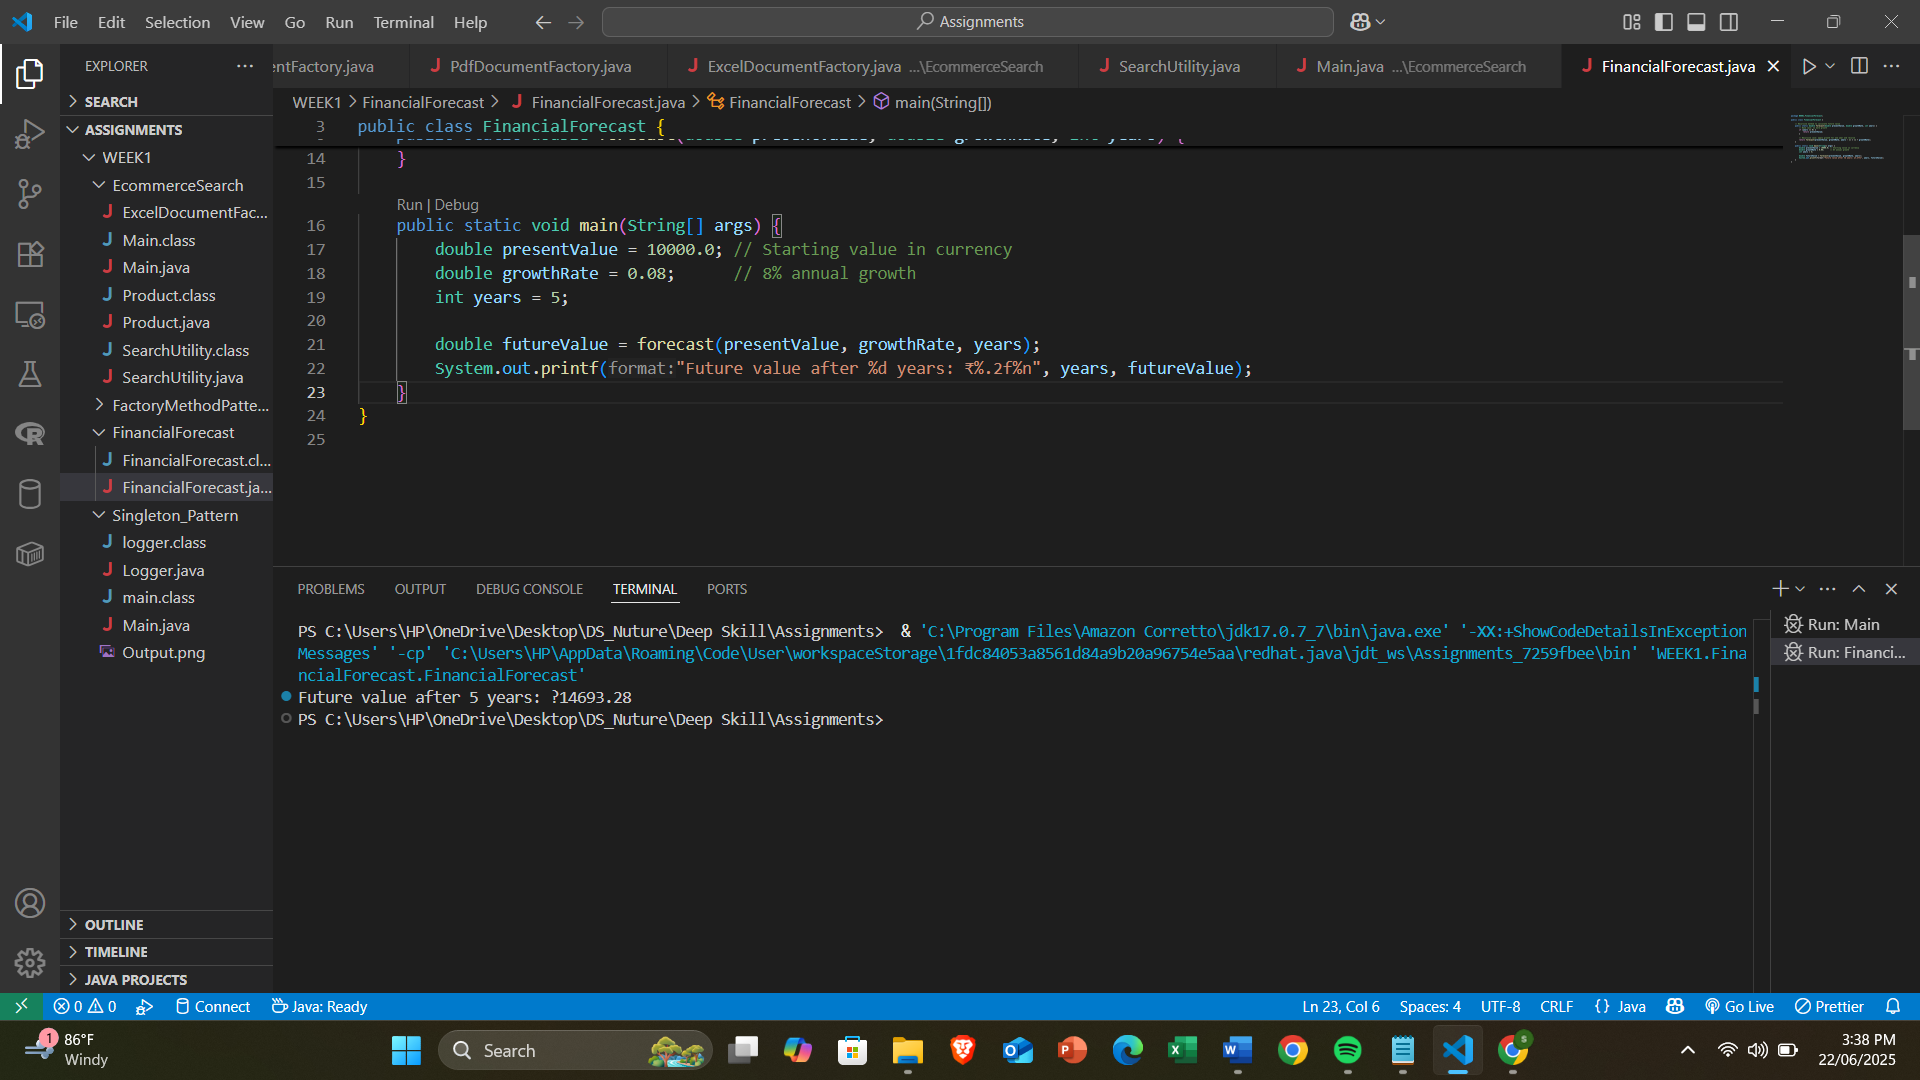 File Edit Selection View Go Run Terminal Help
Assignments
EXPLORER
SEARCH
ASSIGNMENTS
WEEK1
EcommerceSearch
ExcelDocumentFac...
Main.class
Main.java
Product.class
Product.java
SearchUtility.class
SearchUtility.java
FactoryMethodPatte...
FinancialForecast
FinancialForecast.cl...
FinancialForecast.ja...
Singleton_Pattern
logger.class
Logger.java
main.class
Main.java
Output.png
OUTLINE
TIMELINE
JAVA PROJECTS
entFactory.java PdfDocumentFactory.java ExcelDocumentFactory.java ...\EcommerceSearch SearchUtility.java Main.java ...\EcommerceSearch FinancialForecast.java
WEEK1 > FinancialForecast > FinancialForecast.java > FinancialForecast > main(String[])
3 public class FinancialForecast {
14 }
15
Run | Debug
16 public static void main(String[] args) {
17 double presentValue = 10000.0; // Starting value in currency
18 double growthRate = 0.08; // 8% annual growth
19 int years = 5;
20
21 double futureValue = forecast(presentValue, growthRate, years);
22 System.out.printf(format:"Future value after %d years: ₹%.2f%n", years, futureValue);
23 }
24 }
25
PROBLEMS OUTPUT DEBUG CONSOLE TERMINAL PORTS
PS C:\Users\HP\OneDrive\Desktop\DS_Nuture\Deep Skill\Assignments> & 'C:\Program Files\Amazon Corretto\jdk17.0.7_7\bin\java.exe' '-XX:+ShowCodeDetailsInException
Messages' '-cp' 'C:\Users\HP\AppData\Roaming\Code\User\workspaceStorage\1fdc84053a8561d84a9b20a96754e5aa\redhat.java\jdt_ws\Assignments_7259fbee\bin' 'WEEK1.Fina
ncialForecast.FinancialForecast'
Future value after 5 years: ?14693.28
PS C:\Users\HP\OneDrive\Desktop\DS_Nuture\Deep Skill\Assignments>
Run: Main
Run: Financi...
0 0 Connect Java: Ready Ln 23, Col 6 Spaces: 4 UTF-8 CRLF {} Java Go Live Prettier
1
86°F
Windy
Search
3:38 PM
22/06/2025